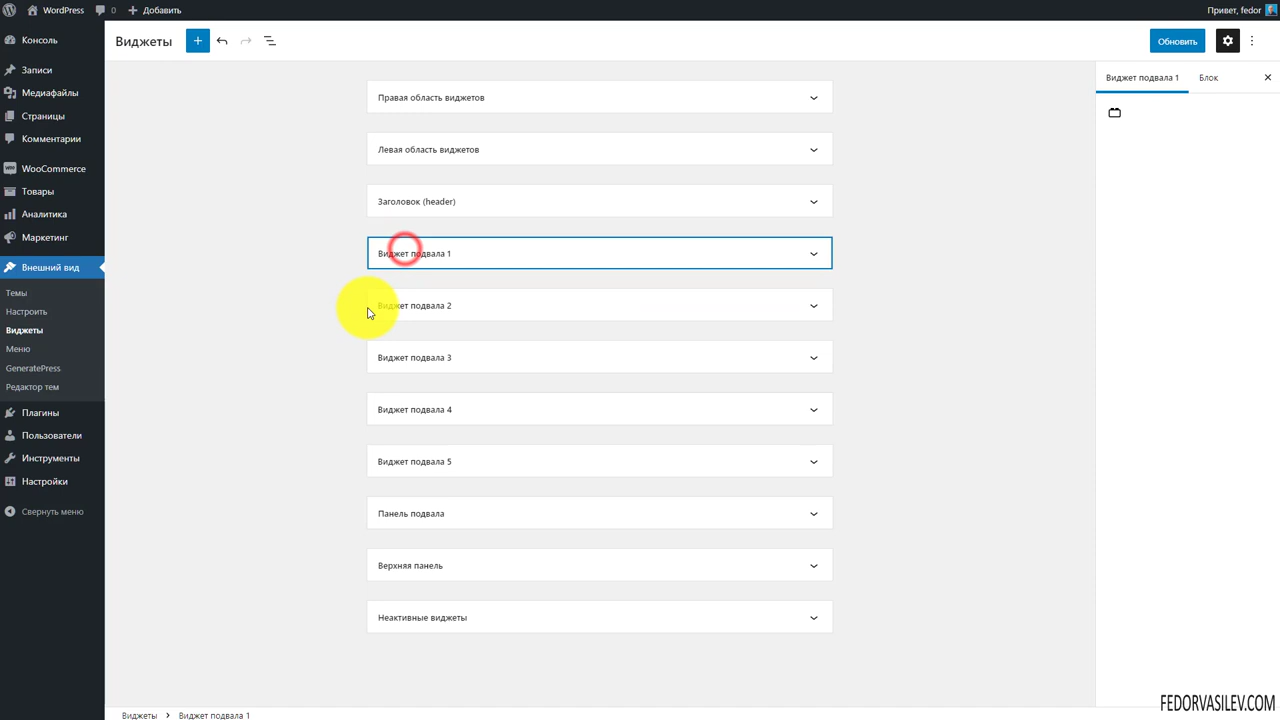 WordPress
0
Добавить
Привет, fedor
Консоль
Записи
Медиафайлы
Страницы
Комментарии
WooCommerce
Товары
Аналитика
Маркетинг
Внешний вид
Темы
Настроить
Виджеты
Меню
GeneratePress
Редактор тем
Плагины
Пользователи
Инструменты
Настройки
Свернуть меню
Виджеты
Обновить
Правая область виджетов
Левая область виджетов
Заголовок (header)
Виджет подвала 1
Виджет подвала 2
Виджет подвала 3
Виджет подвала 4
Виджет подвала 5
Панель подвала
Верхняя панель
Неактивные виджеты
Виджет подвала 1
Блок
Виджеты
Виджет подвала 1
FEDORVASILEV.COM